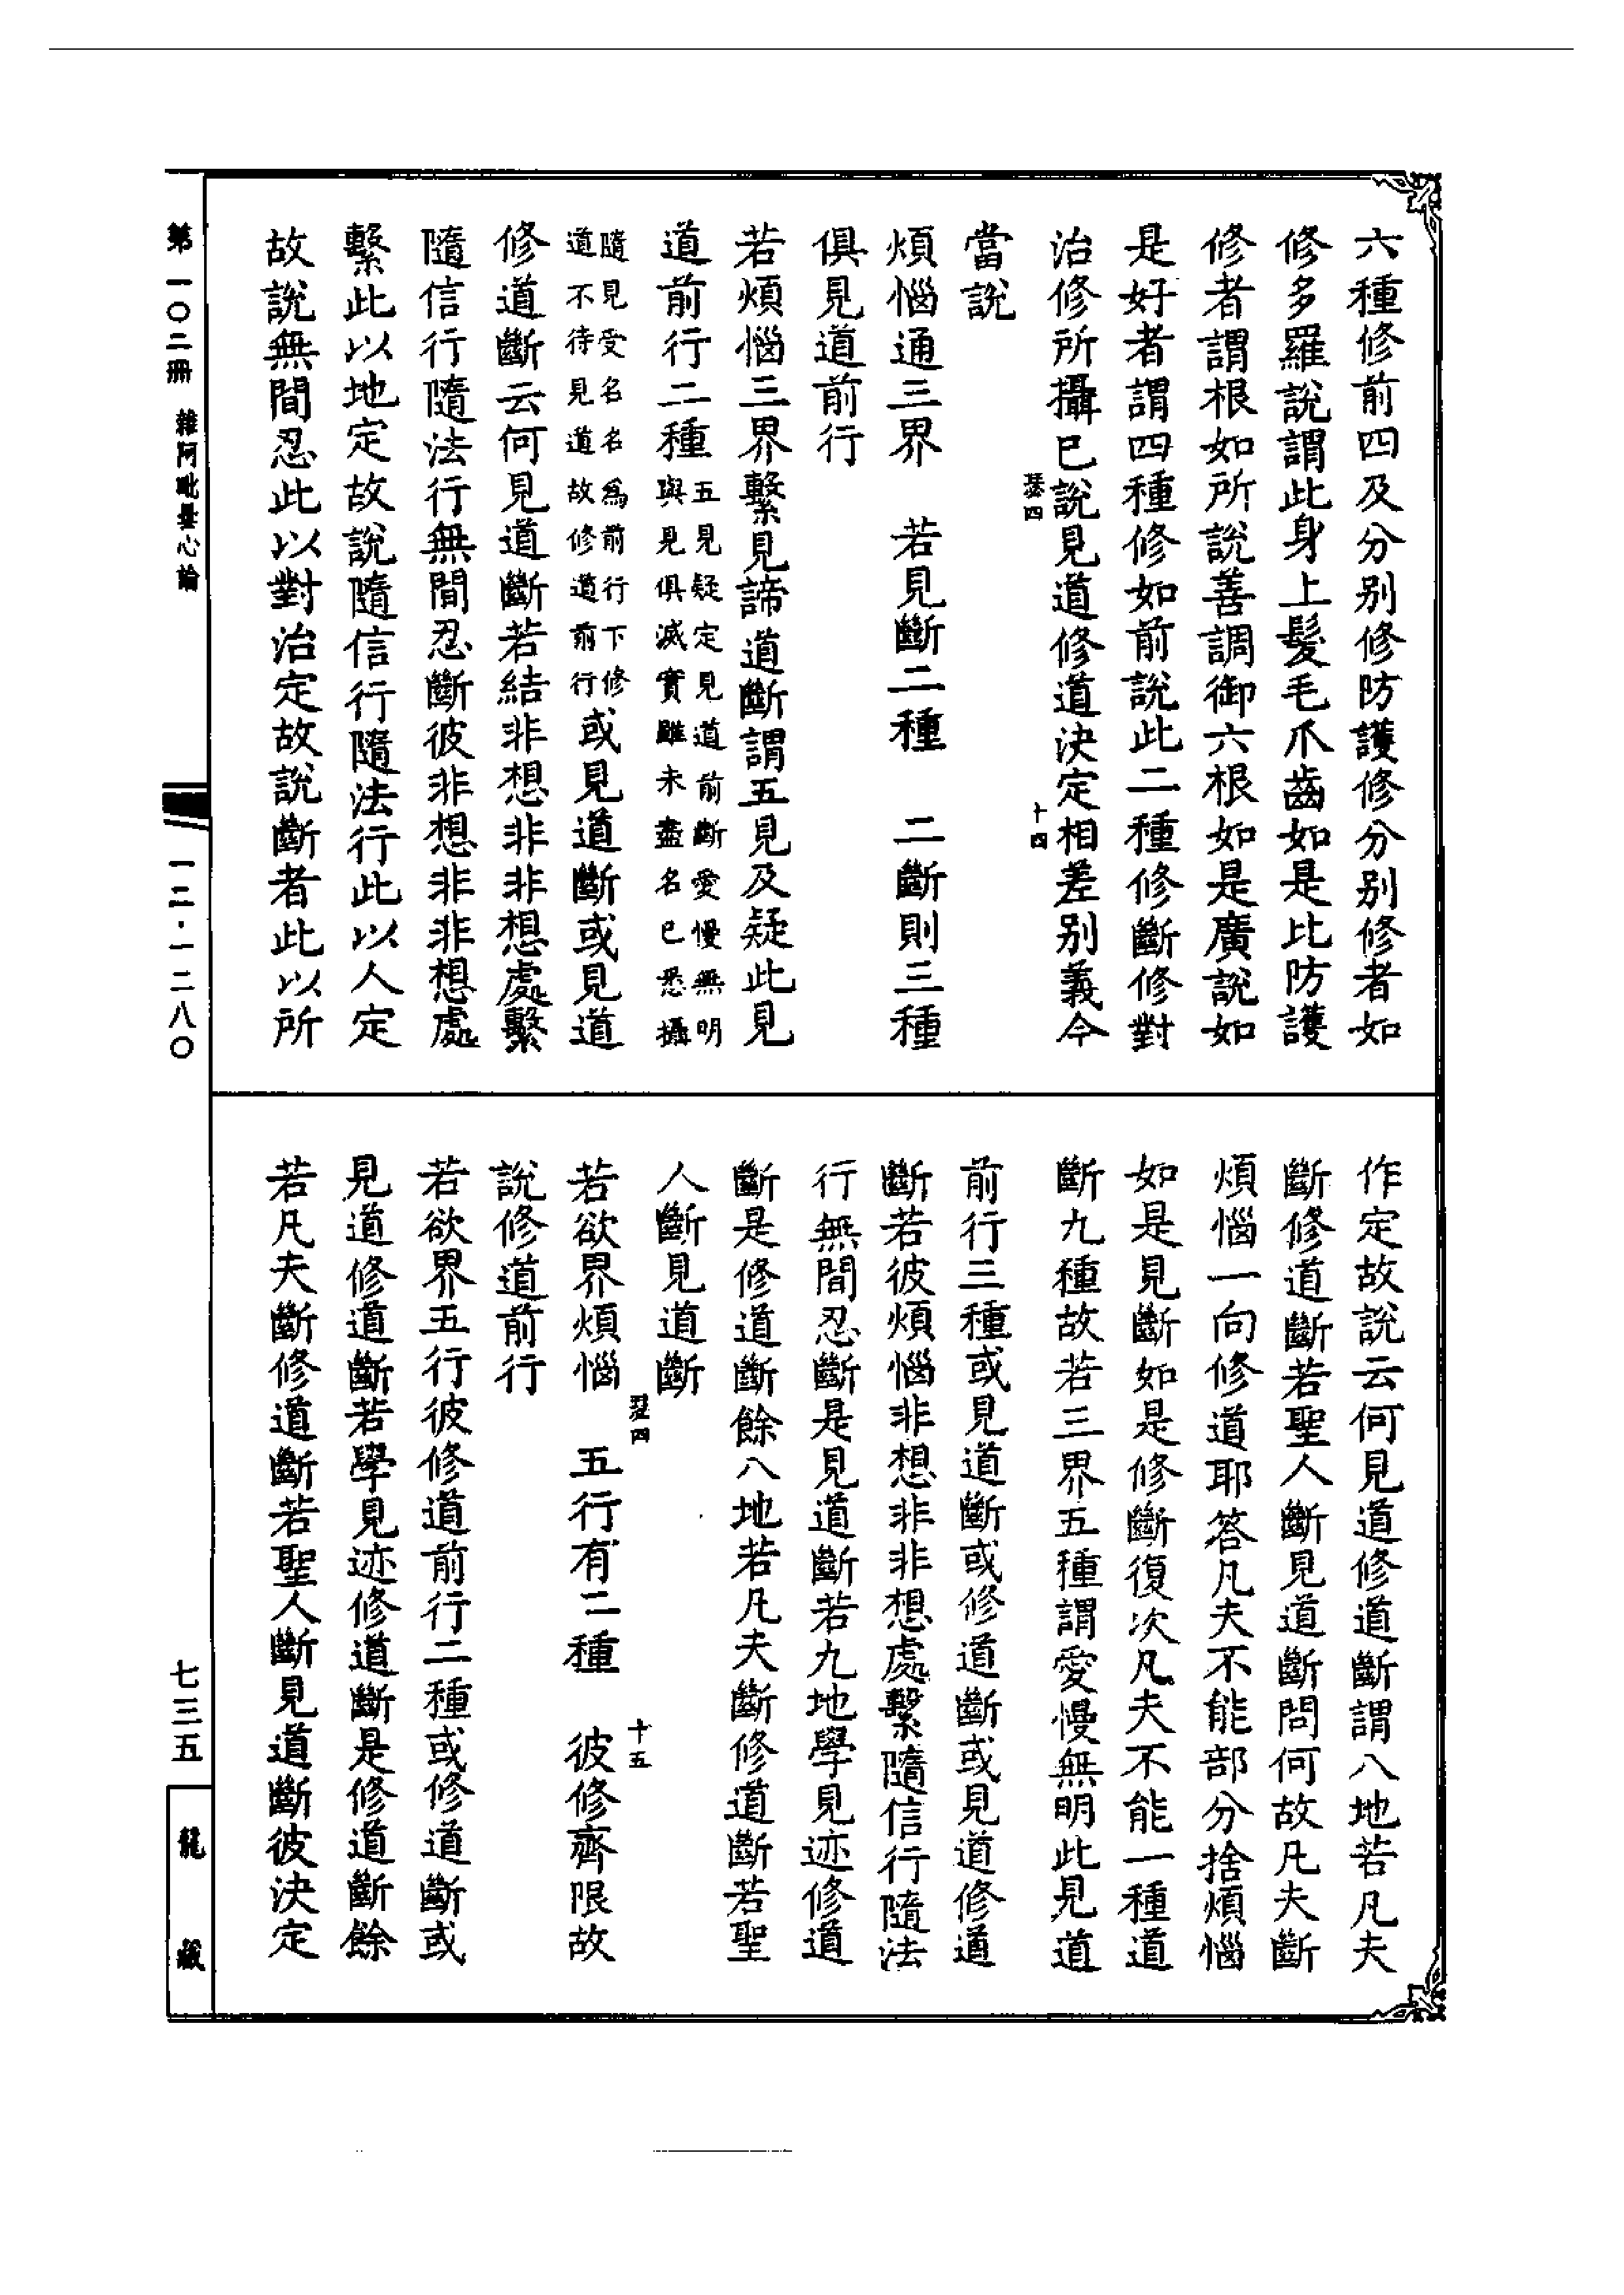 六種修前四及分别修防護修分别修者如
修多羅說謂此身上髮毛爪齒如是比防護
修者謂根如所說善調御六根如是廣說如
是好者謂四種修如前說此二種修斷修對
治修所攝已說見道修道決定相差别義今
瑟四
十四
當說
煩惱通三界　若見斷二種　二斷則三種
俱見道前行
若煩惱三界繫見諦道斷謂五見及疑此見
道前行二種五見疑定見道前斷愛慢無明
與見俱滅實雖未盡名已悉攝
隨見受名名為前行下修
道不待見道故修道前行或見道斷或見道
修道斷云何見道斷若結非想非非想處繫
隨信行隨法行無間忍斷彼非想非非想處
繫此以地定故說隨信行隨法行此以人定
故說無間忍此以對治定故說斷者此以所
作定故說云何見道修道斷謂八地若凡夫
斷修道斷若聖人斷見道斷問何故凡夫斷
煩惱一向修道耶答凡夫不能部分捨煩惱
如是見斷如是修斷復次凡夫不能一種道
斷九種故若三界五種謂愛慢無明此見道
前行三種或見道斷或修道斷或見道修道
斷若彼煩惱非想非非想處繫隨信行隨法
行無間忍斷是見道斷若九地學見迹修道
斷是修道斷餘八地若凡夫斷修道斷若聖
人斷見道斷
瑟四
十五
若欲界煩惱　五行有二種　彼修齊限故
說修道前行
若欲界五行彼修道前行二種或修道斷或
見道修道斷若學見迹修道斷是修道斷餘
若凡夫斷修道斷若聖人斷見道斷彼決定
第一〇二冊　雜阿毗曇心論
一二·一二八〇
七三五
龍藏